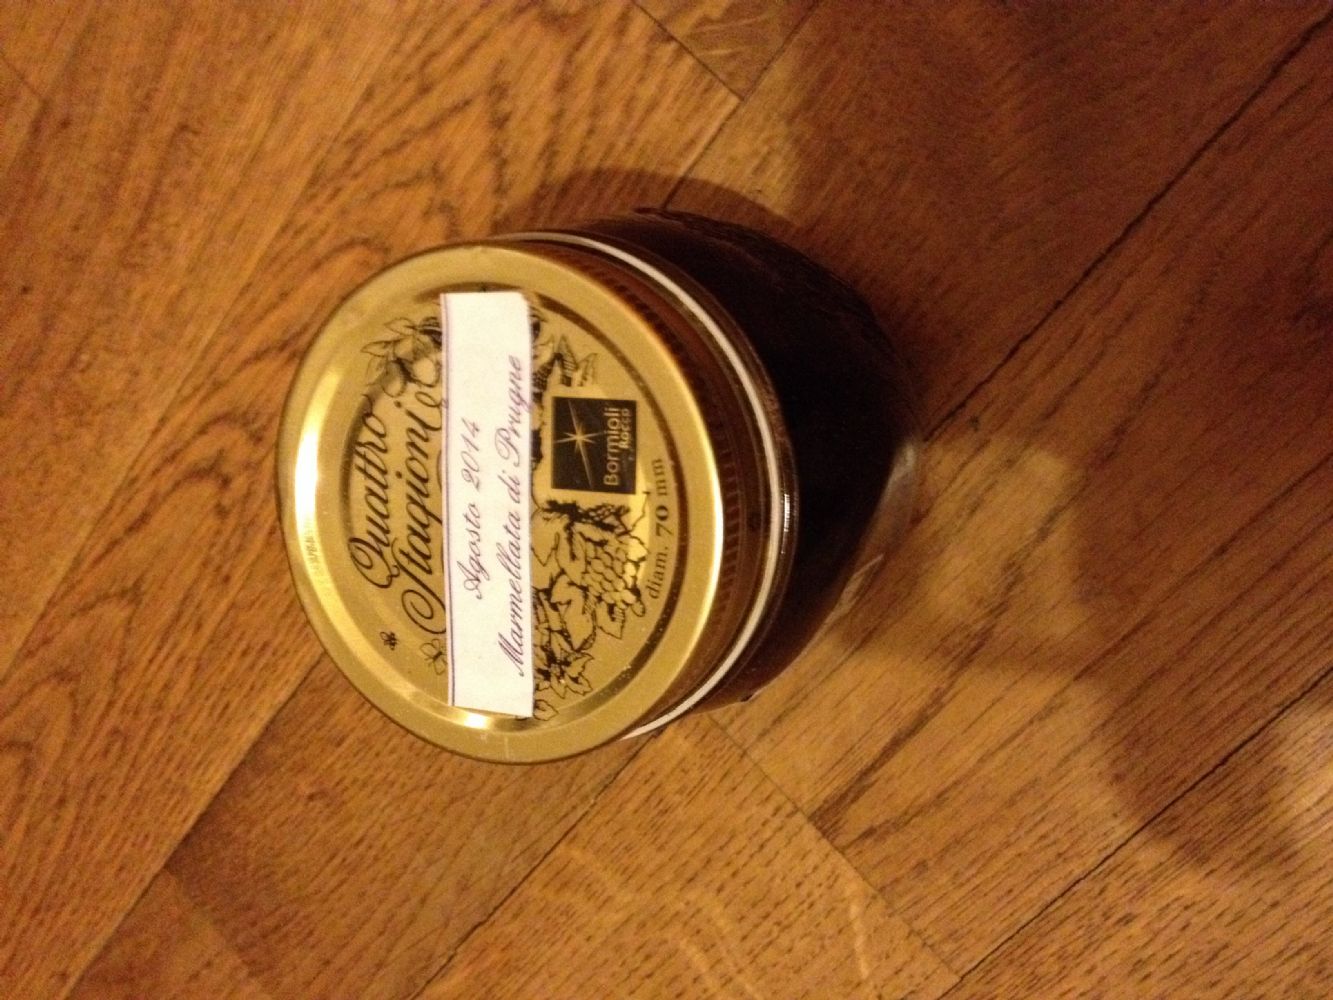 Quattro
Stagioni
Agosto 2014
Marmellata di Prugne
Bormioli
Rocco
diam. 70 mm